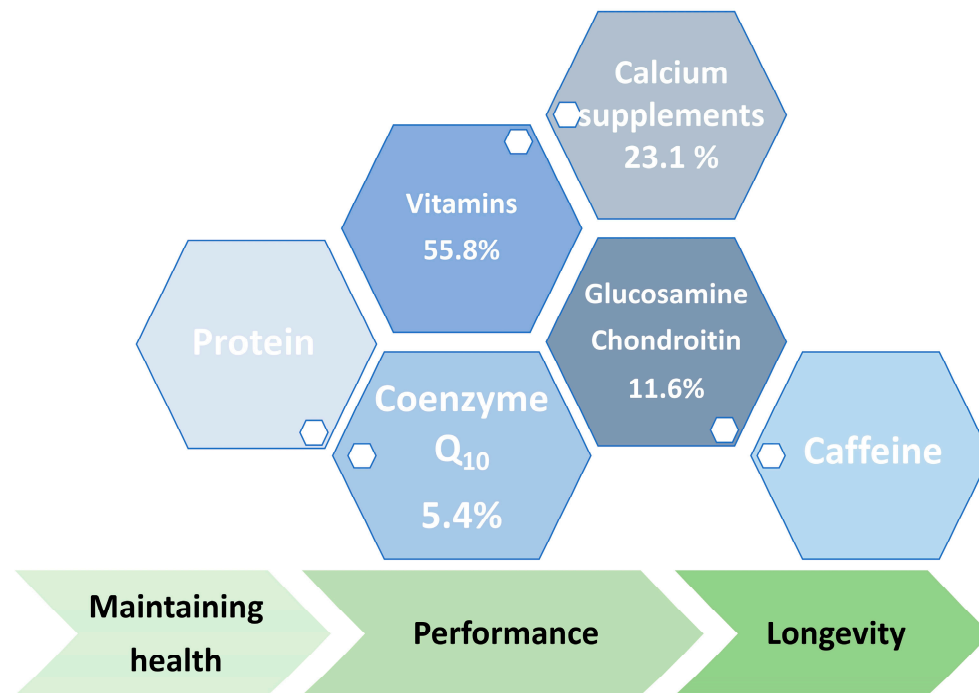 Calcium
supplements
23.1 %
Vitamins
55.8%
Glucosamine
Chondroitin
11.6%
Protein
Coenzyme
Q₁₀
5.4%
Caffeine
Maintaining
health
Performance
Longevity